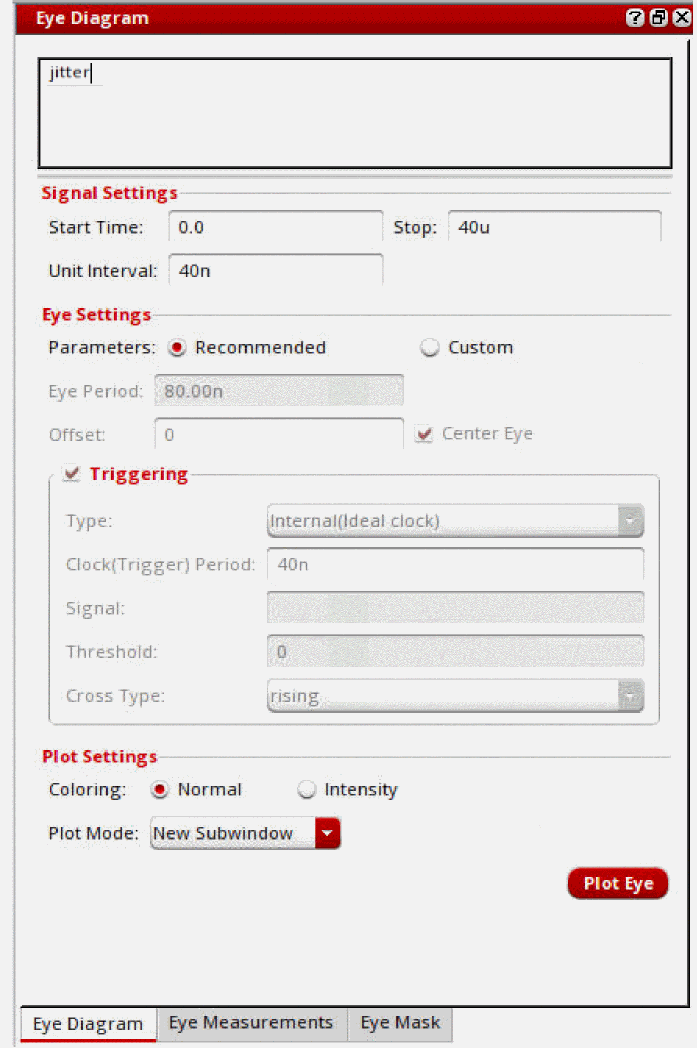 Eye Diagram
jitter
Signal Settings
Start Time: 0.0 Stop: 40u
Unit Interval: 40n
Eye Settings
Parameters: Recommended Custom
Eye Period: 80.00n
Offset: 0 Center Eye
Triggering
Type: Internal(Ideal clock)
Clock(Trigger) Period: 40n
Signal:
Threshold: 0
Cross Type: rising
Plot Settings
Coloring: Normal Intensity
Plot Mode: New Subwindow
Plot Eye
Eye Diagram Eye Measurements Eye Mask